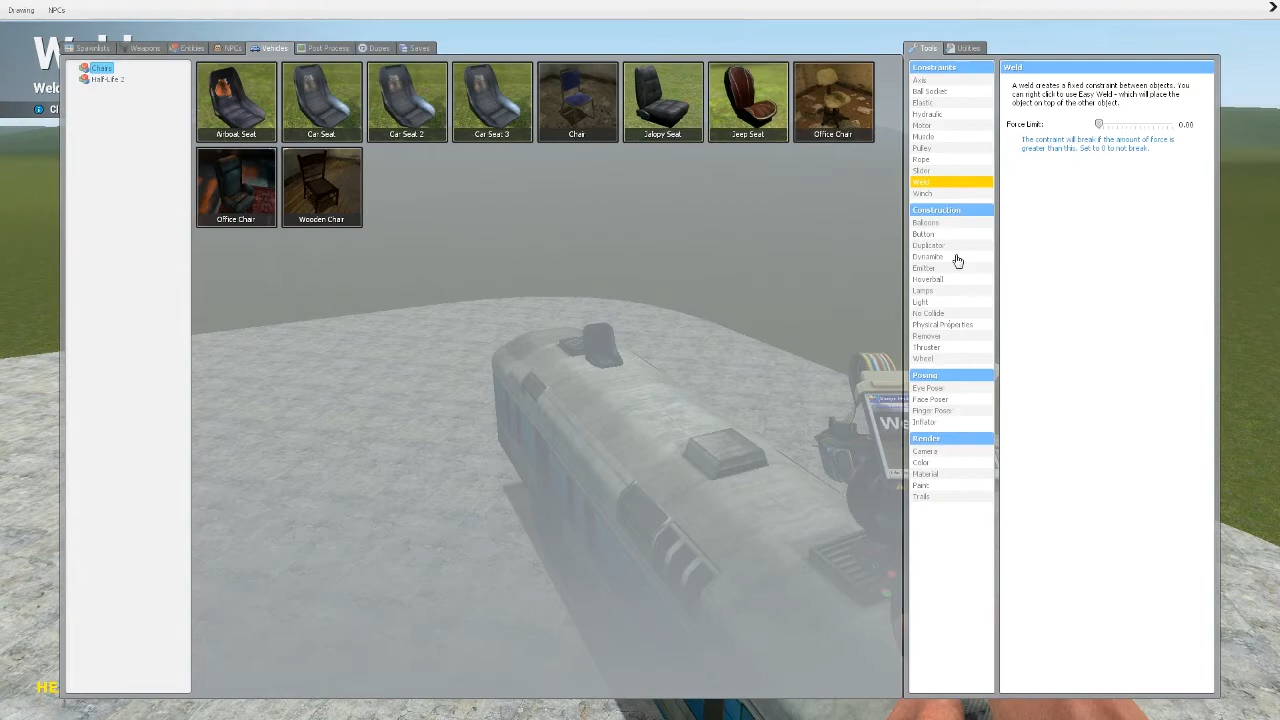 Drawing NPCs
Spawnlists Weapons Entities NPCs Vehicles Post Process Dupes Saves
Tools Utilities
Chairs
Half-Life 2
Airboat Seat
Car Seat
Car Seat 2
Car Seat 3
Chair
Jalopy Seat
Jeep Seat
Office Chair
Office Chair
Wooden Chair
Constraints
Axis
Ball Socket
Elastic
Hydraulic
Motor
Muscle
Pulley
Rope
Slider
Weld
Winch
Construction
Balloons
Button
Duplicator
Dynamite
Emitter
Hoverball
Lamps
Light
No Collide
Physical Properties
Remover
Thruster
Wheel
Posing
Eye Poser
Face Poser
Finger Poser
Inflator
Render
Camera
Color
Material
Paint
Trails
Weld
A weld creates a fixed constraint between objects. You
can right click to use Easy Weld - which will place the
object on top of the other object.
Force Limit: 0.00
The contraint will break if the amount of force is
greater than this. Set to 0 to not break.